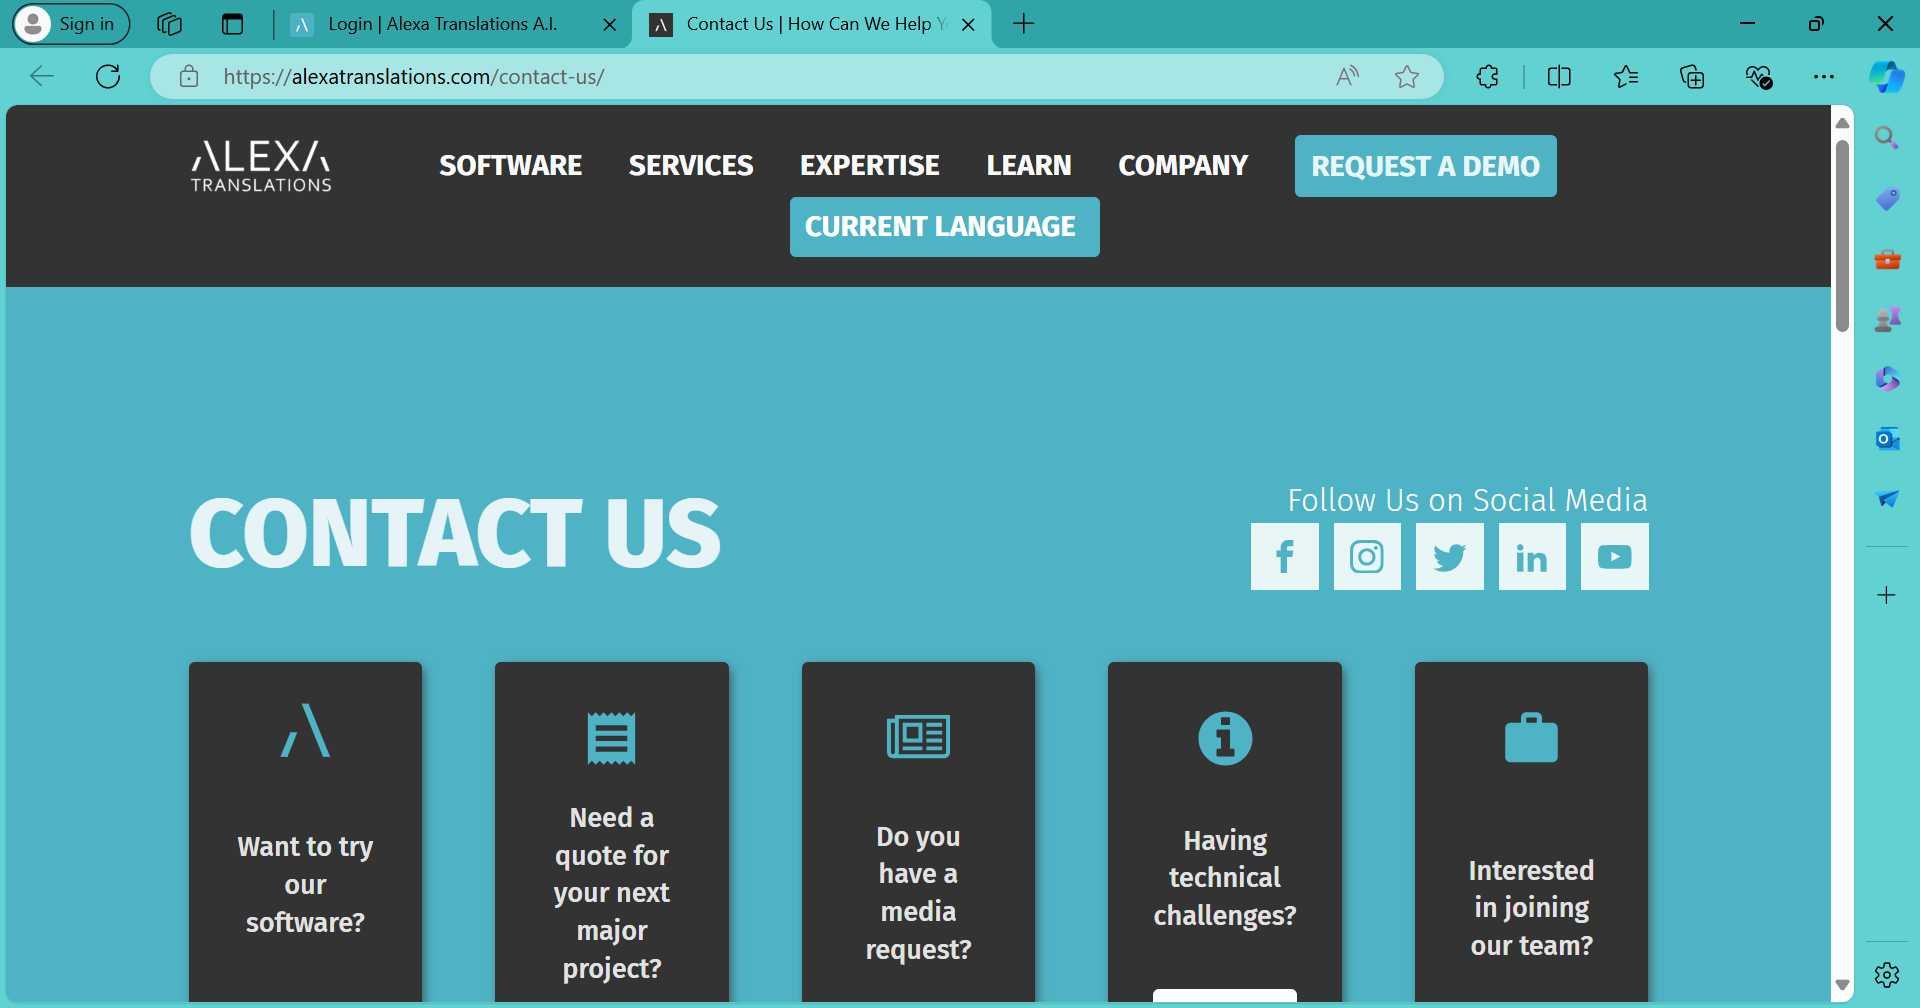 Sign in
Login | Alexa Translations A.I.
Contact Us | How Can We Help
https://alexatranslations.com/contact-us/
ALEXA
TRANSLATIONS
SOFTWARE
SERVICES
EXPERTISE
LEARN
COMPANY
REQUEST A DEMO
CURRENT LANGUAGE
CONTACT US
Follow Us on Social Media
Want to try
our
software?
Need a
quote for
your next
major
project?
Do you
have a
media
request?
Having
technical
challenges?
Interested
in joining
our team?